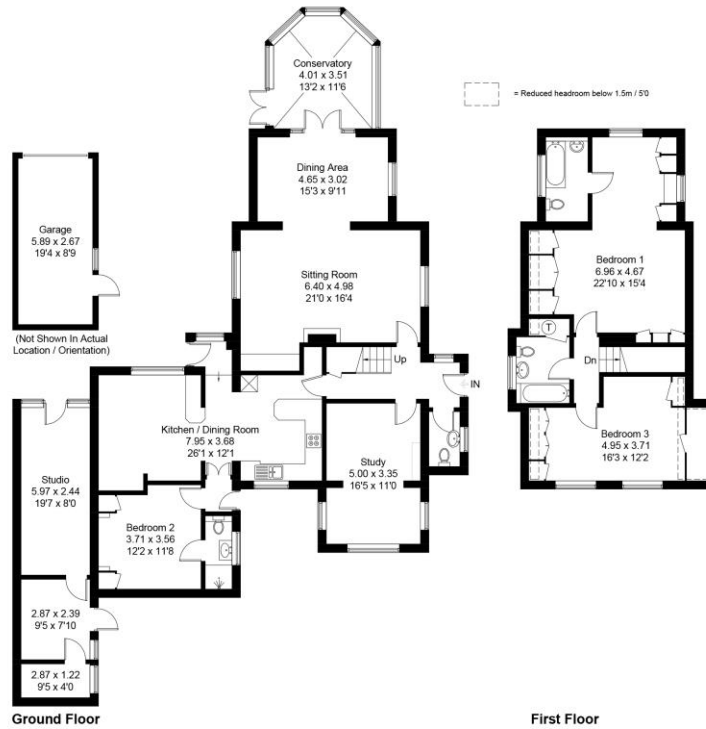 Conservatory
4.01 x 3.51
13'2 x 11'6
= Reduced headroom below 1.5m / 5'0
Dining Area
4.65 x 3.02
15'3 x 9'11
Garage
5.89 x 2.67
19'4 x 8'9
(Not Shown In Actual
Location / Orientation)
Sitting Room
6.40 x 4.98
21'0 x 16'4
Bedroom 1
6.96 x 4.67
22'10 x 15'4
T
Up
Dn
IN
Kitchen / Dining Room
7.95 x 3.68
26'1 x 12'1
Study
5.00 x 3.35
16'5 x 11'0
Bedroom 3
4.95 x 3.71
16'3 x 12'2
Studio
5.97 x 2.44
19'7 x 8'0
Bedroom 2
3.71 x 3.56
12'2 x 11'8
2.87 x 2.39
9'5 x 7'10
2.87 x 1.22
9'5 x 4'0
Ground Floor
First Floor